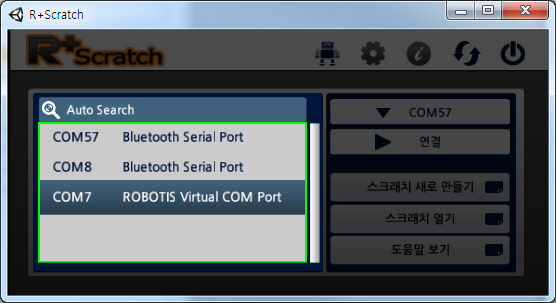 R+Scratch
R+Scratch
Auto Search
COM57 Bluetooth Serial Port
COM8 Bluetooth Serial Port
COM7 ROBOTIS Virtual COM Port
COM57
연결
스크래치 새로 만들기
스크래치 열기
도움말 보기